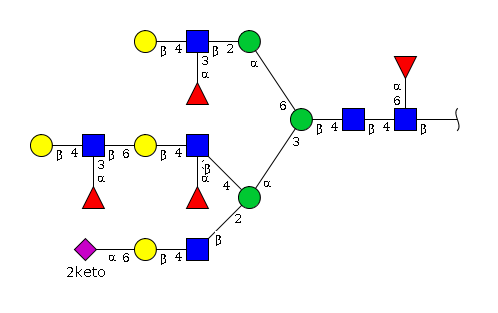 β 4 β 2
3
α α
α
6
6
β 4 β 4 β
3
β 4 β 6 β 4 β
3
α α 4 α
2
β
α 6 β 4
2keto